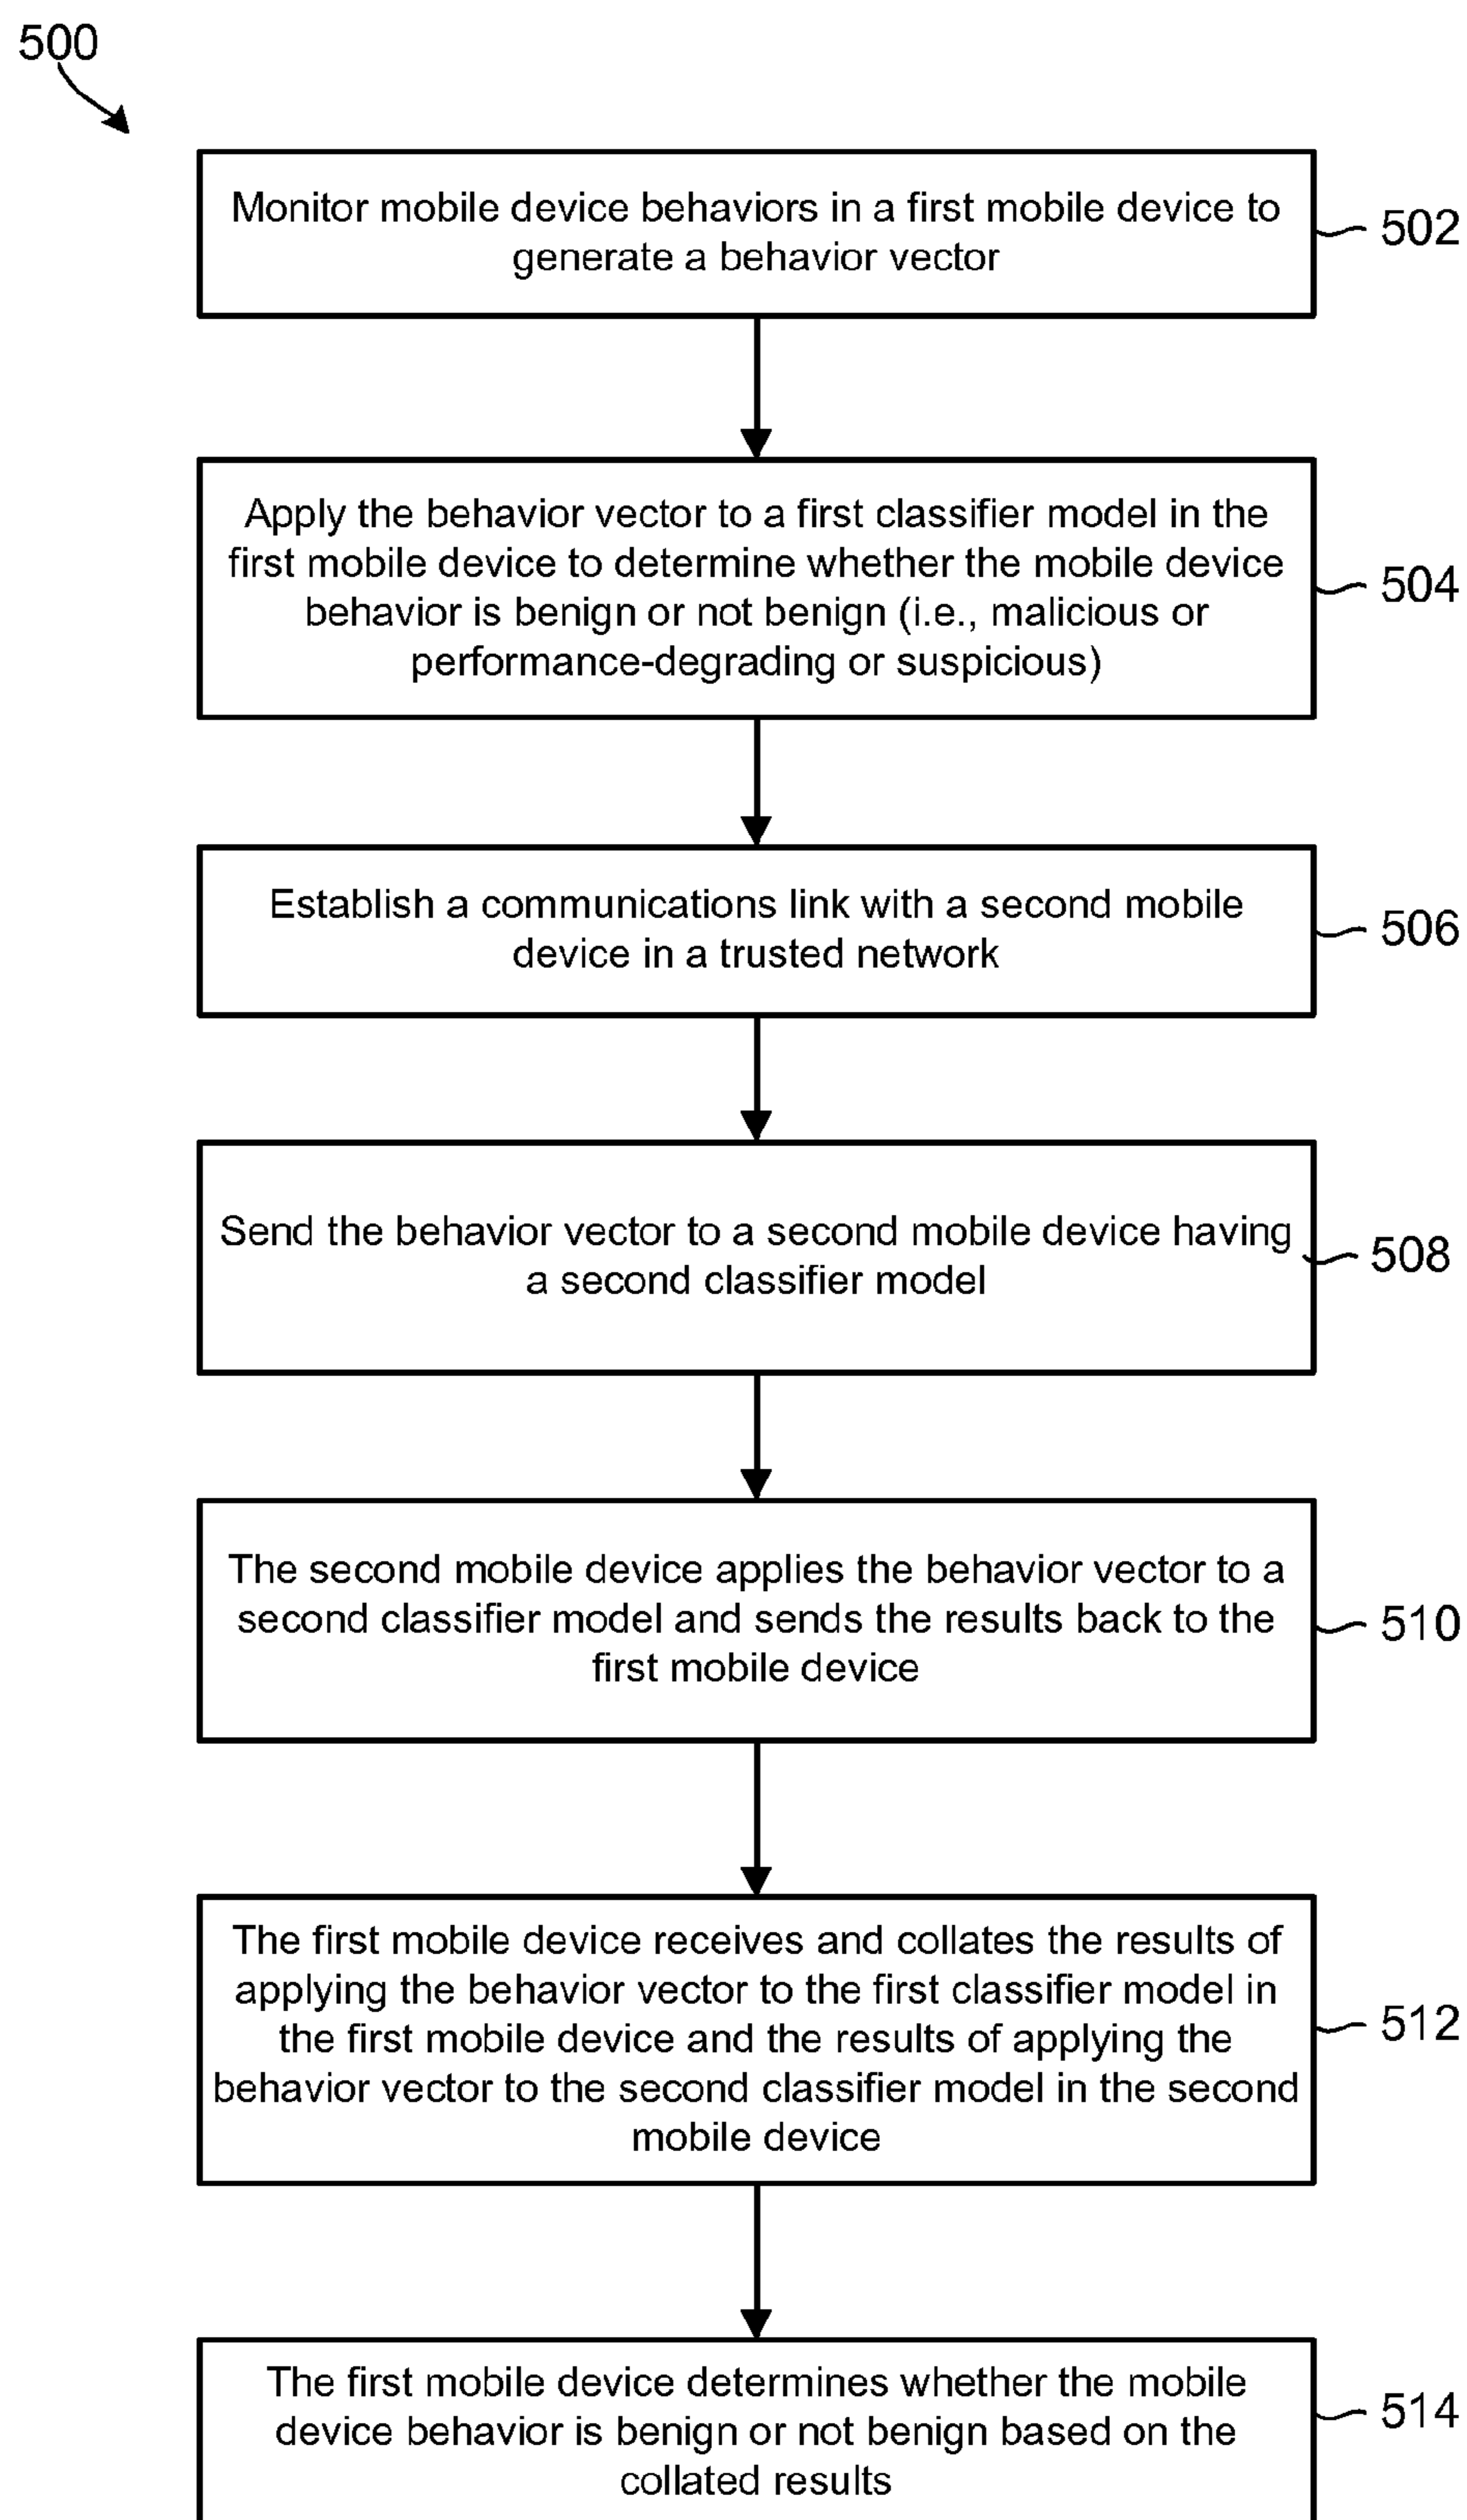 500
Monitor mobile device behaviors in a first mobile device to
generate a behavior vector
502
Apply the behavior vector to a first classifier model in the
first mobile device to determine whether the mobile device
behavior is benign or not benign (i.e., malicious or
performance-degrading or suspicious)
504
Establish a communications link with a second mobile
device in a trusted network
506
Send the behavior vector to a second mobile device having
a second classifier model
508
The second mobile device applies the behavior vector to a
second classifier model and sends the results back to the
first mobile device
510
The first mobile device receives and collates the results of
applying the behavior vector to the first classifier model in
the first mobile device and the results of applying the
behavior vector to the second classifier model in the second
mobile device
512
The first mobile device determines whether the mobile
device behavior is benign or not benign based on the
collated results
514